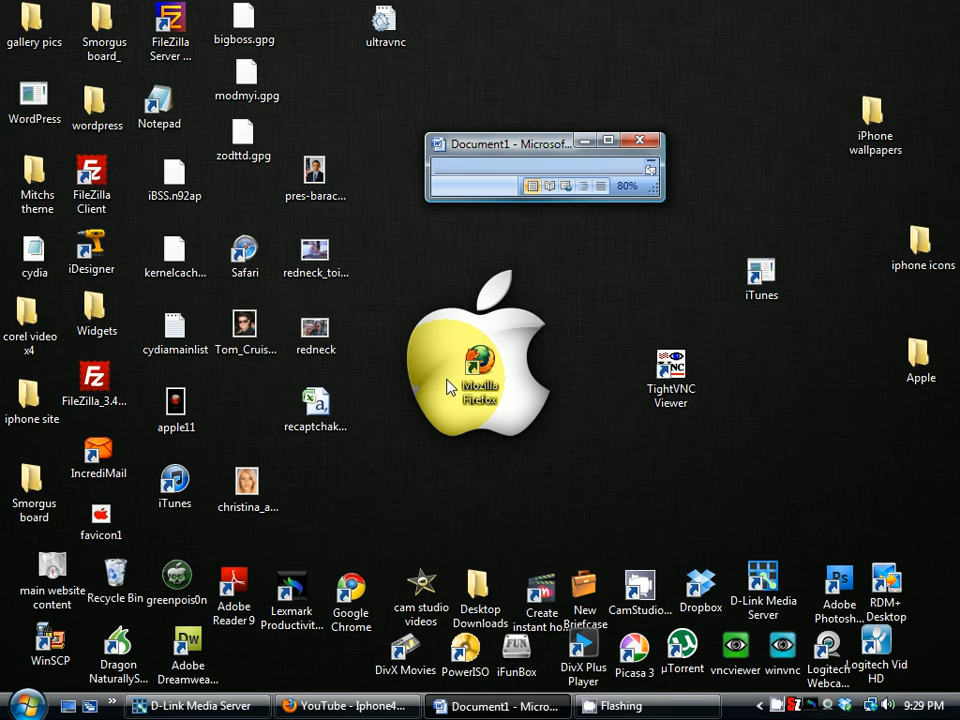 gallery pics
Smorgus
board_
FileZilla
Server ...
bigboss.gpg
ultravnc
modmyi.gpg
WordPress
wordpress
Notepad
zodttd.gpg
Document1 - Microsof...
80%
iPhone
wallpapers
Mitchs
theme
FileZilla
Client
iBSS.n92ap
pres-barac...
cydia
iDesigner
kernelcach...
Safari
redneck_toi...
iTunes
iphone icons
corel video
x4
Widgets
cydiamainlist
Tom_Cruis...
redneck
Mozilla
Firefox
VNC
TightVNC
Viewer
Apple
iphone site
FileZilla_3.4...
apple11
recaptchak...
IncrediMail
Smorgus
board
iTunes
christina_a...
favicon1
main website
content
Recycle Bin
greenpois0n
Adobe
Reader 9
Lexmark
Productivit...
Google
Chrome
cam studio
videos
Desktop
Downloads
Create
instant ho...
New
Briefcase
CamStudio...
Dropbox
D-Link Media
Server
Adobe
Photosh...
RDM+
Desktop
WinSCP
Dragon
NaturallyS...
Adobe
Dreamwea...
DivX Movies
PowerISO
iFunBox
DivX Plus
Player
Picasa 3
µTorrent
vncviewer
winvnc
Logitech
Webca...
Logitech Vid
HD
D-Link Media Server
YouTube - Iphone4...
Document1 - Micro...
Flashing
9:29 PM